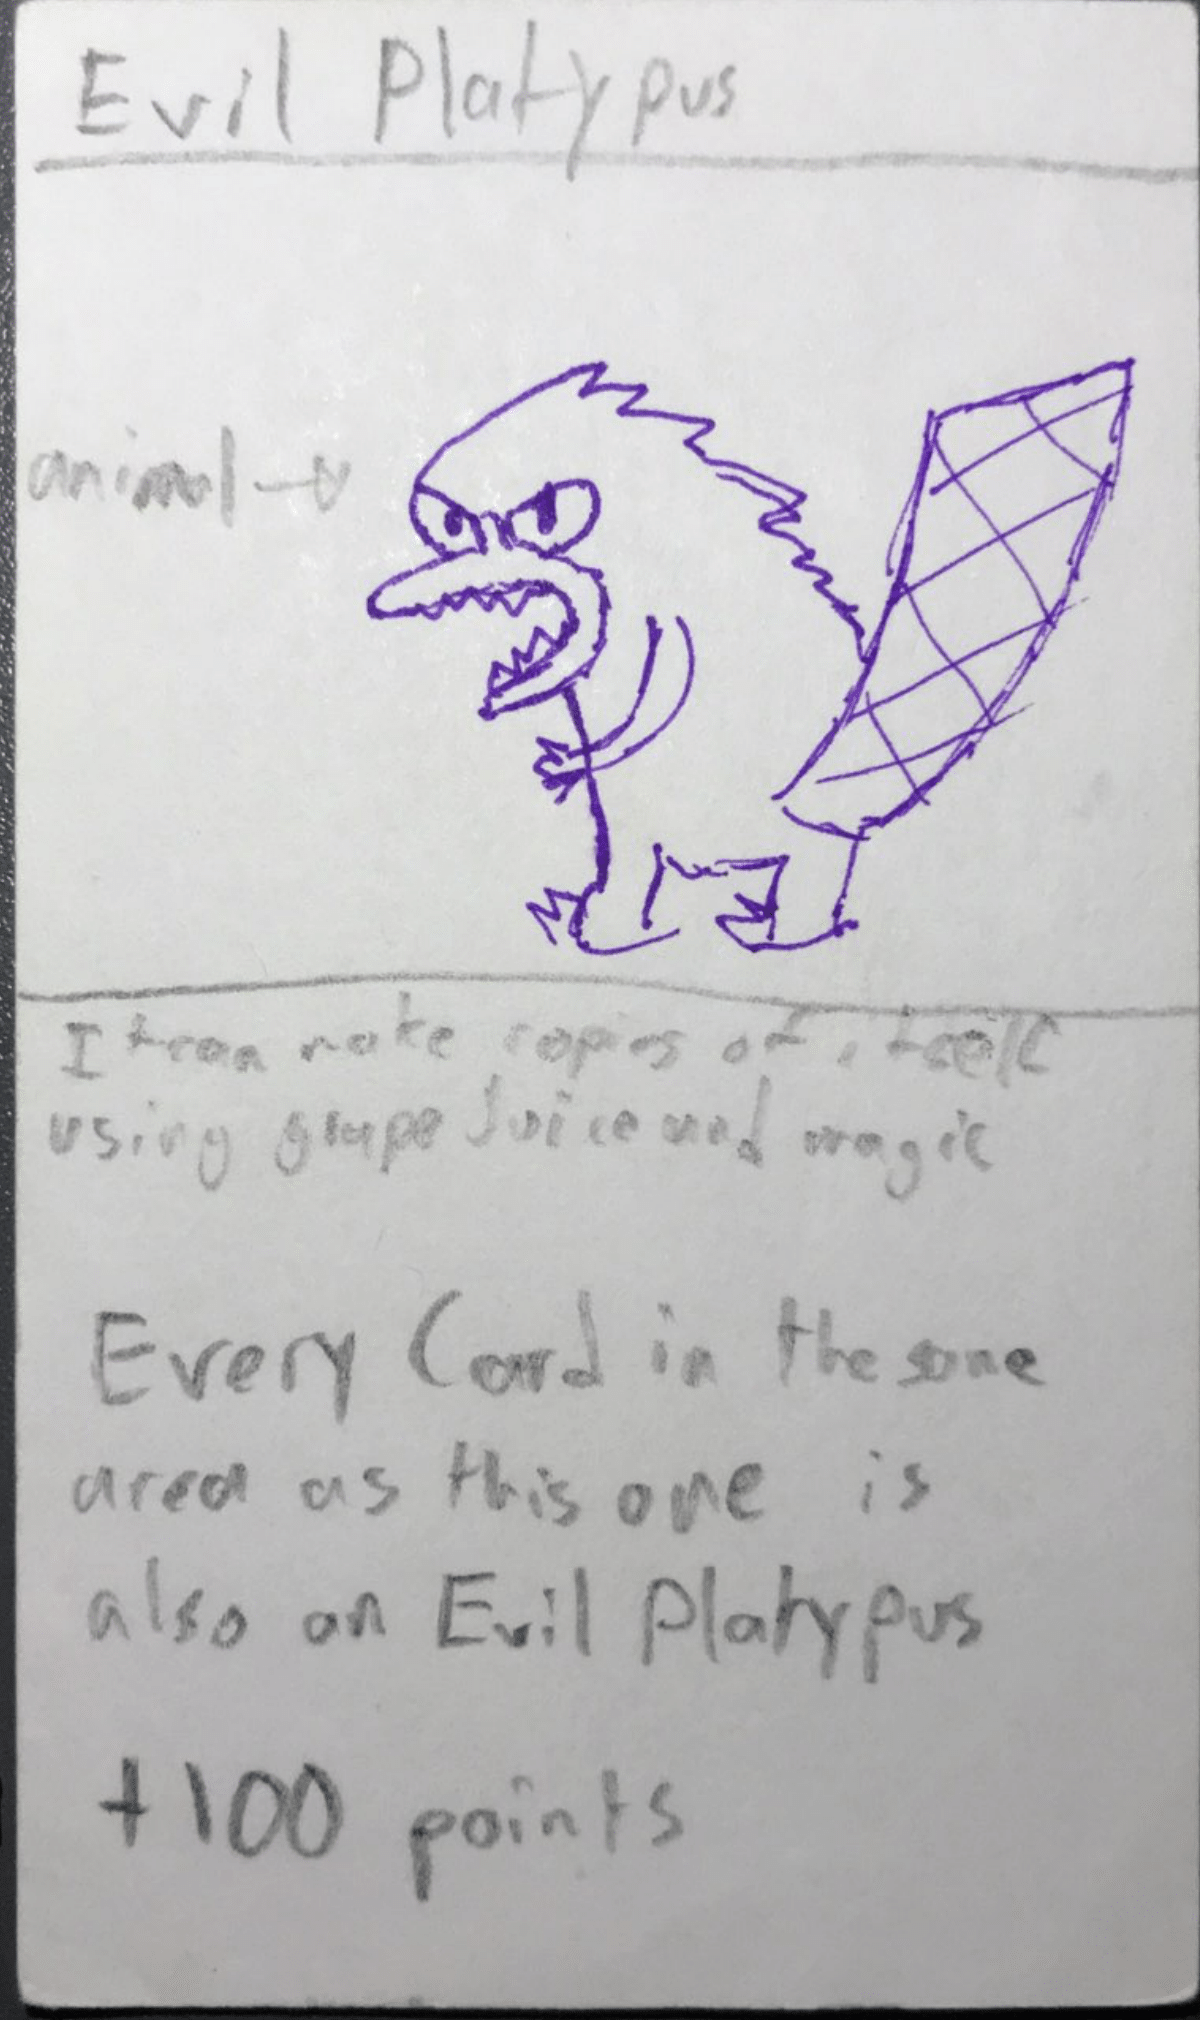 Evil Platypus
animal →
It can make copies of itself
using grape Juice and magic
Every Card in the same
area as this one is
also an Evil Platypus
+100 points